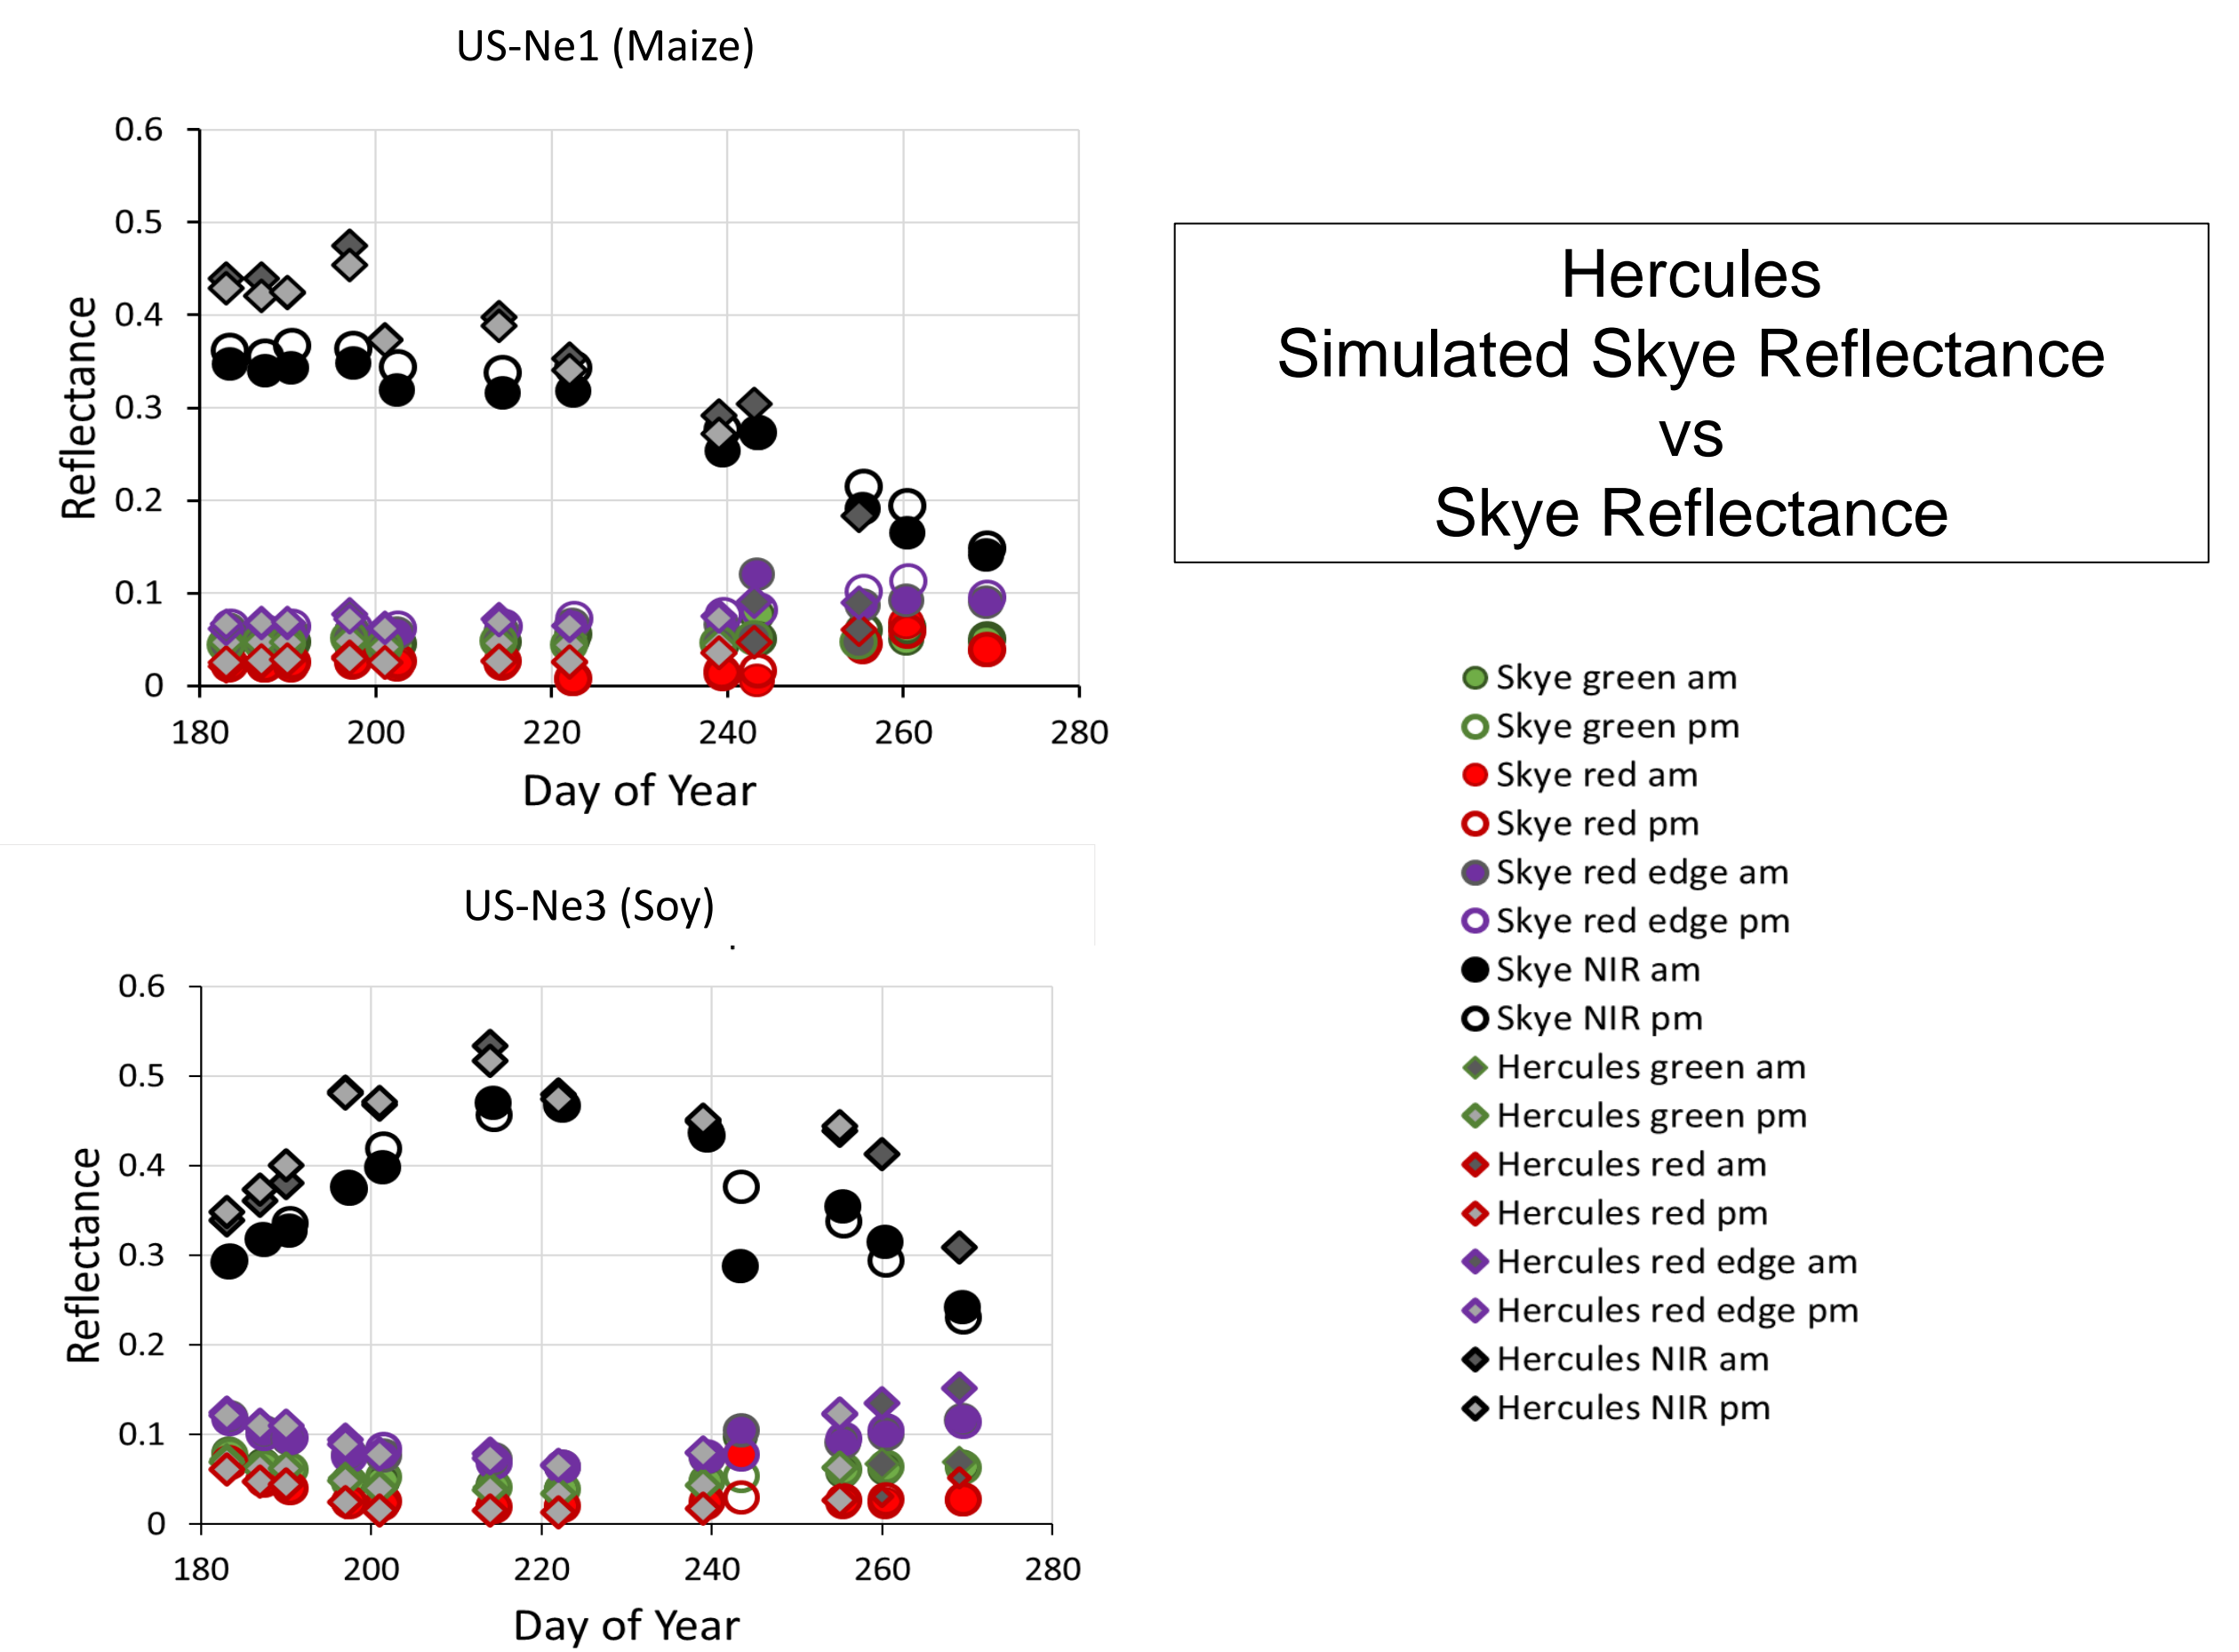 US-Ne1 (Maize)
0.6
0.5
0.4
0.3
0.2
0.1
0
Reflectance
180 200 220 240 260 280
Day of Year
Hercules
Simulated Skye Reflectance
vs
Skye Reflectance
US-Ne3 (Soy)
0.6
0.5
0.4
0.3
0.2
0.1
0
Reflectance
180 200 220 240 260 280
Day of Year
Skye green am
Skye green pm
Skye red am
Skye red pm
Skye red edge am
Skye red edge pm
Skye NIR am
Skye NIR pm
Hercules green am
Hercules green pm
Hercules red am
Hercules red pm
Hercules red edge am
Hercules red edge pm
Hercules NIR am
Hercules NIR pm